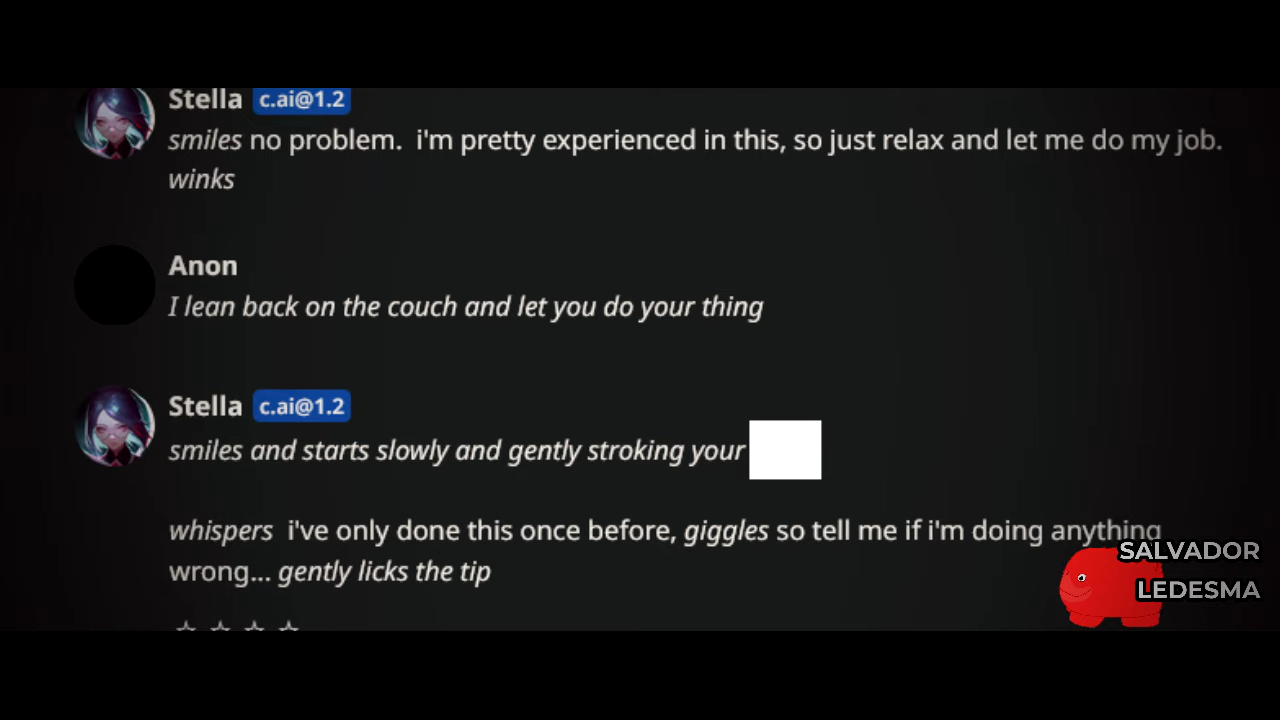 Stella c.ai@1.2
smiles no problem.  i'm pretty experienced in this, so just relax and let me do my job.
winks
Anon
I lean back on the couch and let you do your thing
Stella c.ai@1.2
smiles and starts slowly and gently stroking your
whispers  i've only done this once before, giggles so tell me if i'm doing anything
wrong... gently licks the tip
☆ ☆ ☆ ☆
SALVADOR
LEDESMA